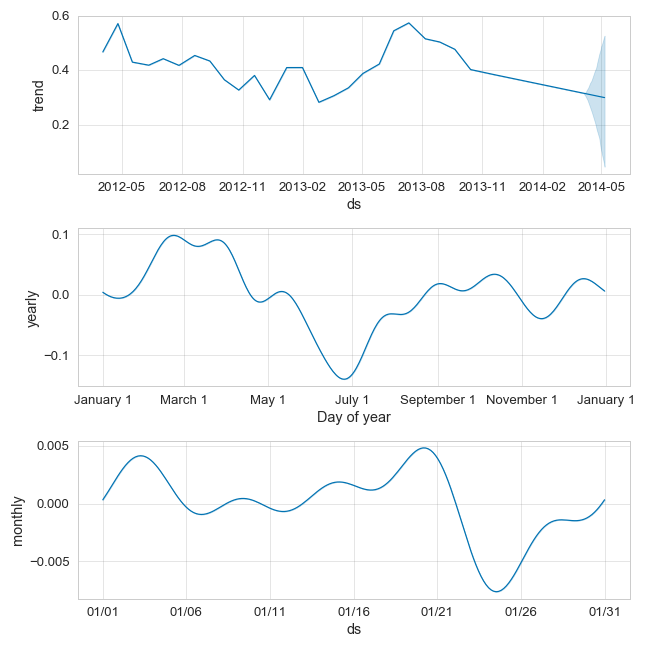 0.6
0.4
0.2
trend
2012-05 2012-08 2012-11 2013-02 2013-05 2013-08 2013-11 2014-02 2014-05
ds
0.1
0.0
−0.1
yearly
January 1 March 1 May 1 July 1 September 1 November 1 January 1
Day of year
0.005
0.000
−0.005
monthly
01/01 01/06 01/11 01/16 01/21 01/26 01/31
ds